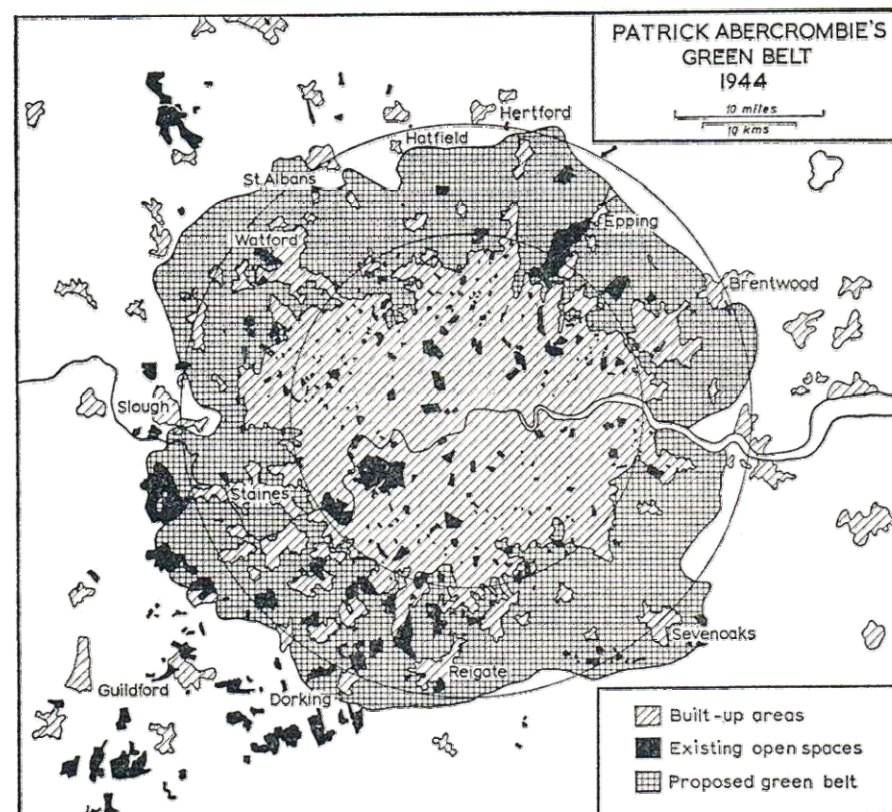 PATRICK ABERCROMBIE'S
GREEN BELT
1944
10 miles
10 kms
Hertford
Hatfield
St. Albans
Epping
Watford
Brentwood
Slough
Staines
Sevenoaks
Reigate
Guildford
Dorking
Built-up areas
Existing open spaces
Proposed green belt